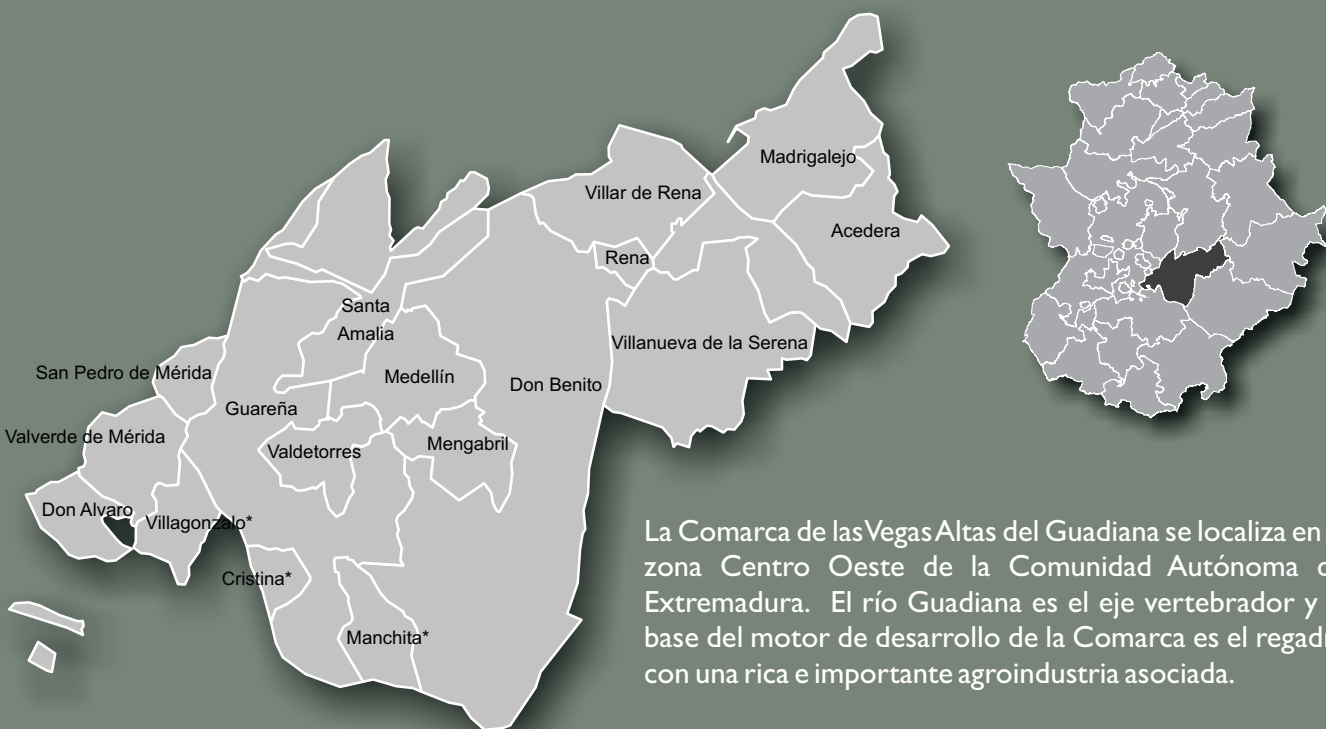 Madrigalejo
Villar de Rena
Acedera
Rena
Santa
Amalia
Villanueva de la Serena
San Pedro de Mérida
Medellín
Don Benito
Guareña
Valverde de Mérida
Valdetorres
Mengabril
Don Alvaro
Villagonzalo*
Cristina*
Manchita*
La Comarca de las Vegas Altas del Guadiana se localiza en
zona Centro Oeste de la Comunidad Autónoma
Extremadura. El río Guadiana es el eje vertebrador y
base del motor de desarrollo de la Comarca es el
con una rica e importante agroindustria asociada.